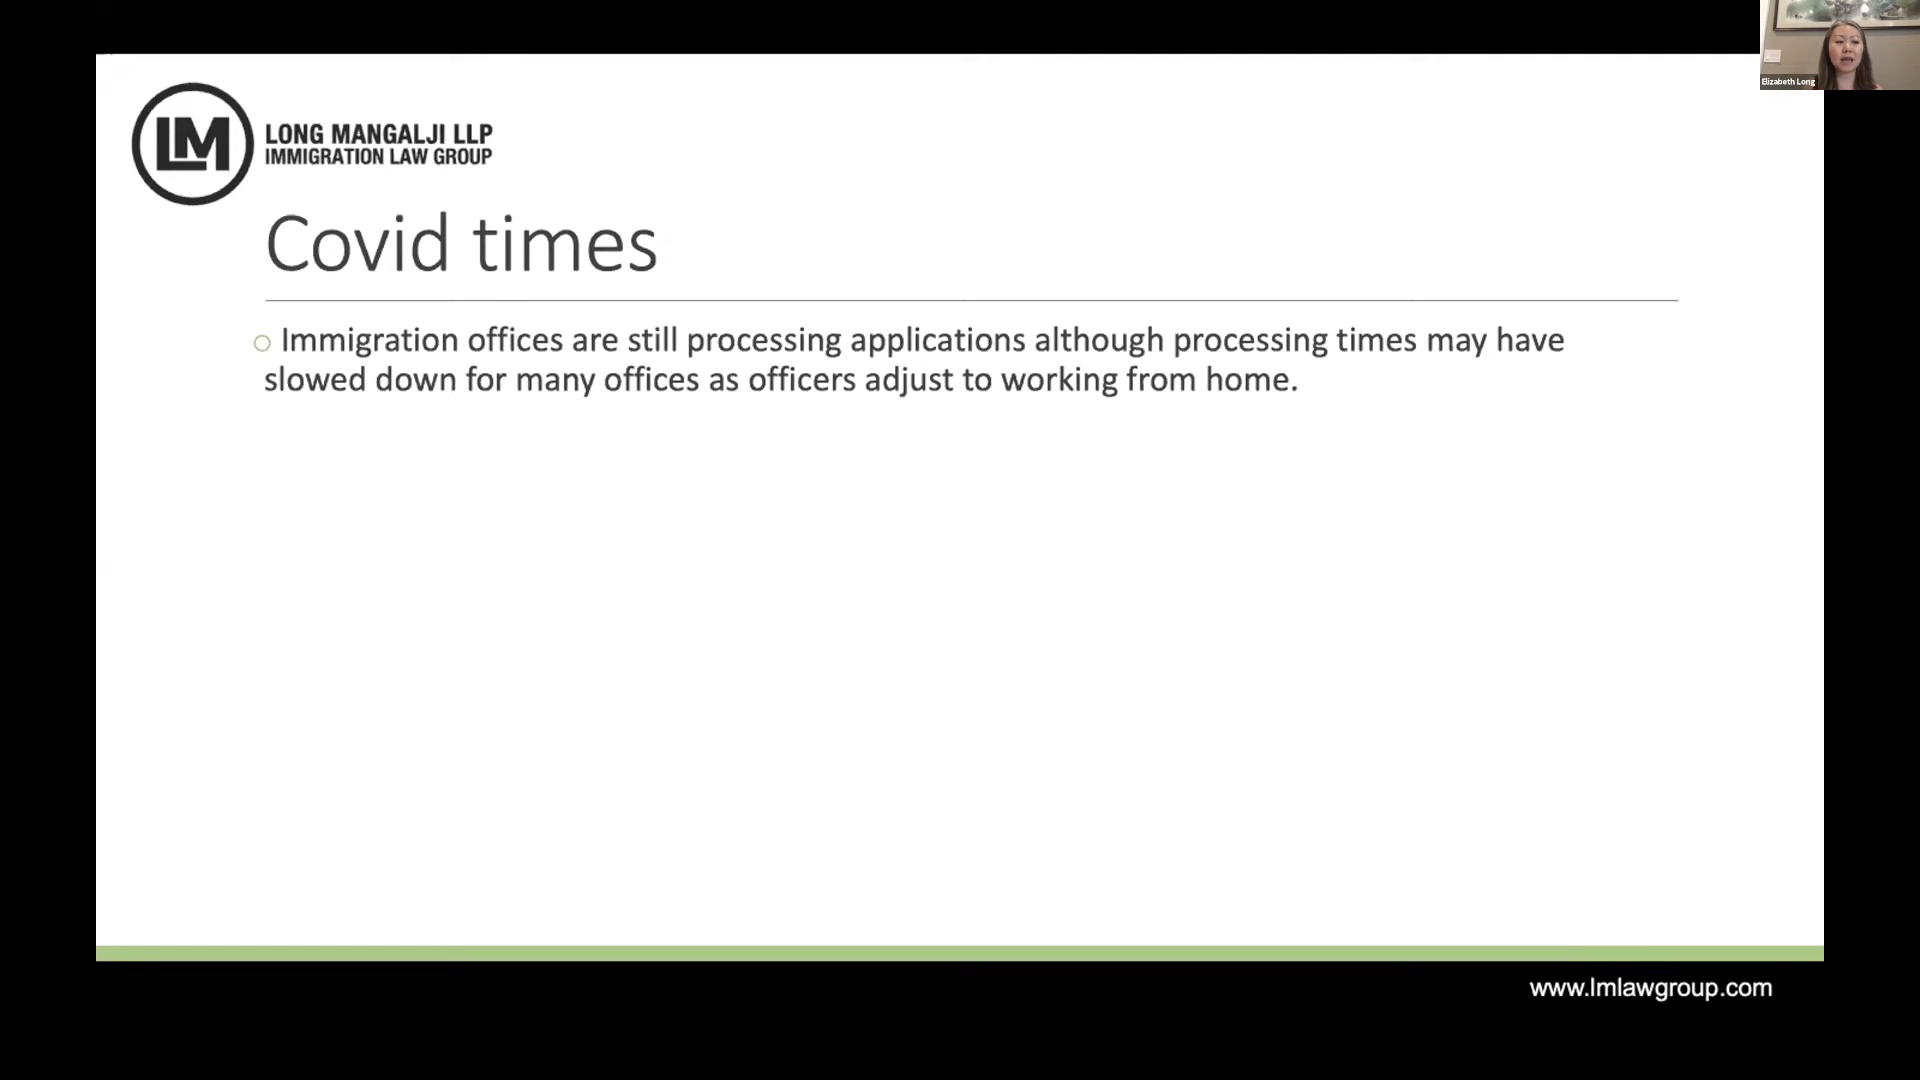 Elizabeth Long
LM
LONG MANGALJI LLP
IMMIGRATION LAW GROUP
Covid times
Immigration offices are still processing applications although processing times may have
slowed down for many offices as officers adjust to working from home.
www.lmlawgroup.com